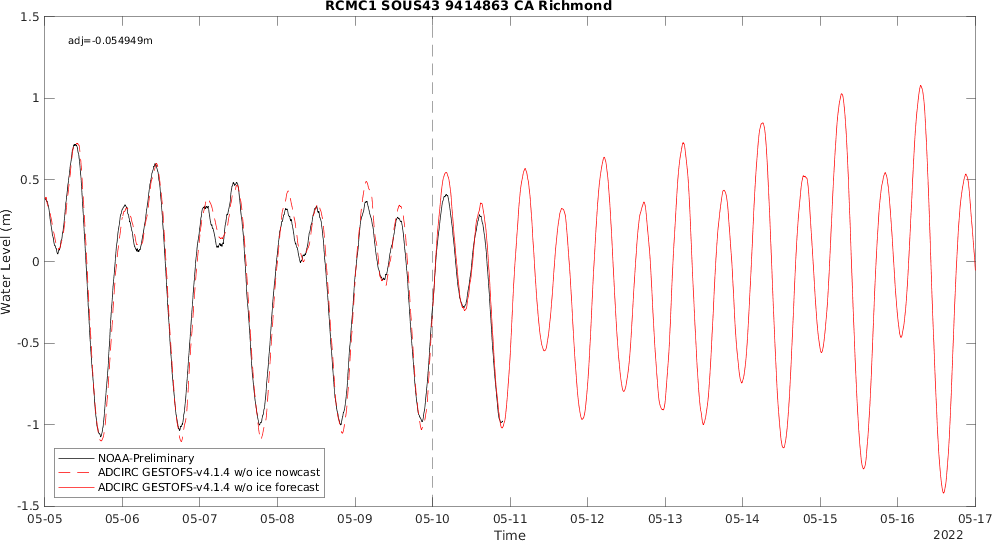 RCMC1 SOUS43 9414863 CA Richmond
adj=-0.054949m
Water Level (m)
1.5
1
0.5
0
-0.5
-1
-1.5
NOAA-Preliminary
ADCIRC GESTOFS-v4.1.4 w/o ice nowcast
ADCIRC GESTOFS-v4.1.4 w/o ice forecast
05-05 05-06 05-07 05-08 05-09 05-10 05-11 05-12 05-13 05-14 05-15 05-16 05-17
Time
2022